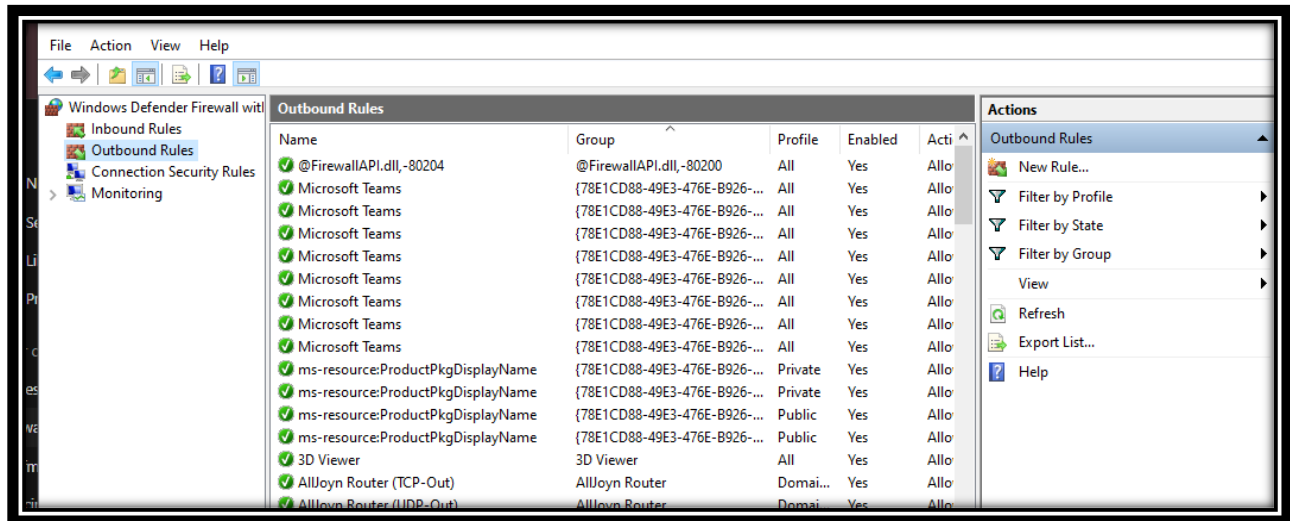 File Action View Help
Windows Defender Firewall witl
Inbound Rules
Outbound Rules
Connection Security Rules
Monitoring
Outbound Rules
Name Group Profile Enabled Acti
@FirewallAPI.dll,-80204 @FirewallAPI.dll,-80200 All Yes Allo
Microsoft Teams {78E1CD88-49E3-476E-B926-... All Yes Allo
Microsoft Teams {78E1CD88-49E3-476E-B926-... All Yes Allo
Microsoft Teams {78E1CD88-49E3-476E-B926-... All Yes Allo
Microsoft Teams {78E1CD88-49E3-476E-B926-... All Yes Allo
Microsoft Teams {78E1CD88-49E3-476E-B926-... All Yes Allo
Microsoft Teams {78E1CD88-49E3-476E-B926-... All Yes Allo
Microsoft Teams {78E1CD88-49E3-476E-B926-... All Yes Allo
Microsoft Teams {78E1CD88-49E3-476E-B926-... All Yes Allo
ms-resource:ProductPkgDisplayName {78E1CD88-49E3-476E-B926-... Private Yes Allo
ms-resource:ProductPkgDisplayName {78E1CD88-49E3-476E-B926-... Private Yes Allo
ms-resource:ProductPkgDisplayName {78E1CD88-49E3-476E-B926-... Public Yes Allo
ms-resource:ProductPkgDisplayName {78E1CD88-49E3-476E-B926-... Public Yes Allo
3D Viewer 3D Viewer All Yes Allo
AllJoyn Router (TCP-Out) AllJoyn Router Domai... Yes Allo
AllJoyn Router (UDP-Out) AllJoyn Router Domai... Yes Allo
Actions
Outbound Rules
New Rule...
Filter by Profile
Filter by State
Filter by Group
View
Refresh
Export List...
Help